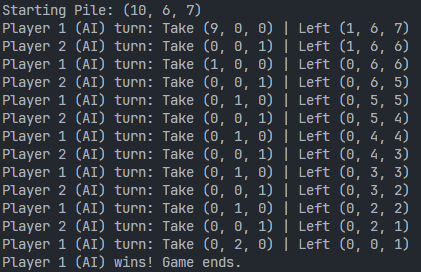 Starting Pile: (10, 6, 7)
Player 1 (AI) turn: Take (9, 0, 0) | Left (1, 6, 7)
Player 2 (AI) turn: Take (0, 0, 1) | Left (1, 6, 6)
Player 1 (AI) turn: Take (1, 0, 0) | Left (0, 6, 6)
Player 2 (AI) turn: Take (0, 0, 1) | Left (0, 6, 5)
Player 1 (AI) turn: Take (0, 1, 0) | Left (0, 5, 5)
Player 2 (AI) turn: Take (0, 0, 1) | Left (0, 5, 4)
Player 1 (AI) turn: Take (0, 1, 0) | Left (0, 4, 4)
Player 2 (AI) turn: Take (0, 0, 1) | Left (0, 4, 3)
Player 1 (AI) turn: Take (0, 1, 0) | Left (0, 3, 3)
Player 2 (AI) turn: Take (0, 0, 1) | Left (0, 3, 2)
Player 1 (AI) turn: Take (0, 1, 0) | Left (0, 2, 2)
Player 2 (AI) turn: Take (0, 0, 1) | Left (0, 2, 1)
Player 1 (AI) turn: Take (0, 2, 0) | Left (0, 0, 1)
Player 1 (AI) wins! Game ends.